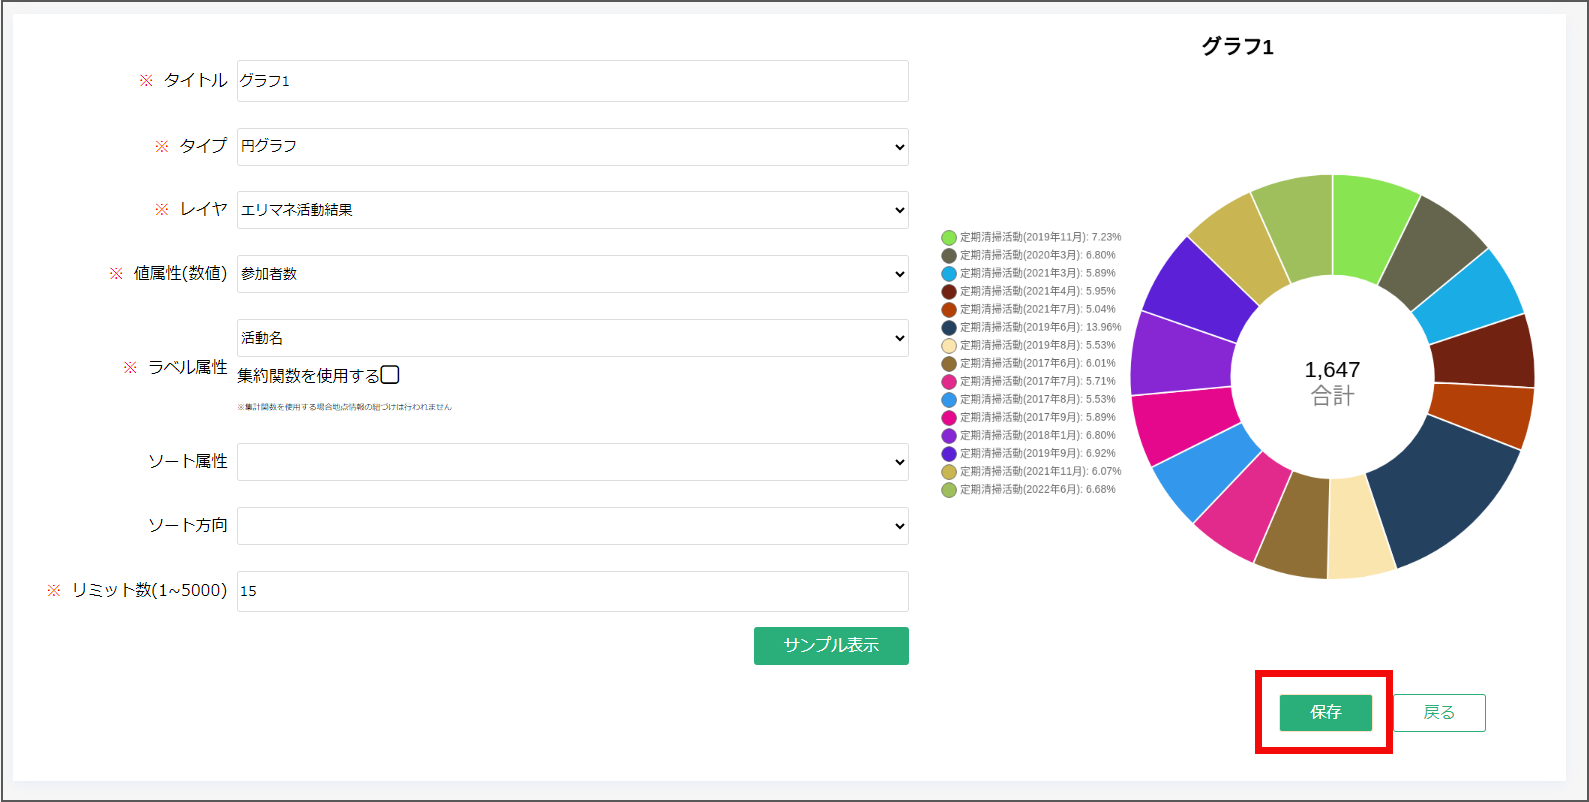 ※ タイトル グラフ1
※ タイプ 円グラフ
※ レイヤ エリマネ活動結果
※ 値属性(数値) 参加者数
※ ラベル属性 活動名
集約関数を使用する
※集計関数を使用する場合地点情報の紐づけは行われません
ソート属性
ソート方向
※ リミット数(1~5000) 15
サンプル表示
グラフ1
定期清掃活動(2019年11月): 7.23%
定期清掃活動(2020年3月): 6.80%
定期清掃活動(2021年3月): 5.89%
定期清掃活動(2021年4月): 5.95%
定期清掃活動(2021年7月): 5.04%
定期清掃活動(2019年6月): 13.96%
定期清掃活動(2019年8月): 5.53%
定期清掃活動(2017年6月): 6.01%
定期清掃活動(2017年7月): 5.71%
定期清掃活動(2017年8月): 5.53%
定期清掃活動(2017年9月): 5.89%
定期清掃活動(2018年1月): 6.80%
定期清掃活動(2019年9月): 6.92%
定期清掃活動(2021年11月): 6.07%
定期清掃活動(2022年6月): 6.68%
1,647
合計
保存 戻る